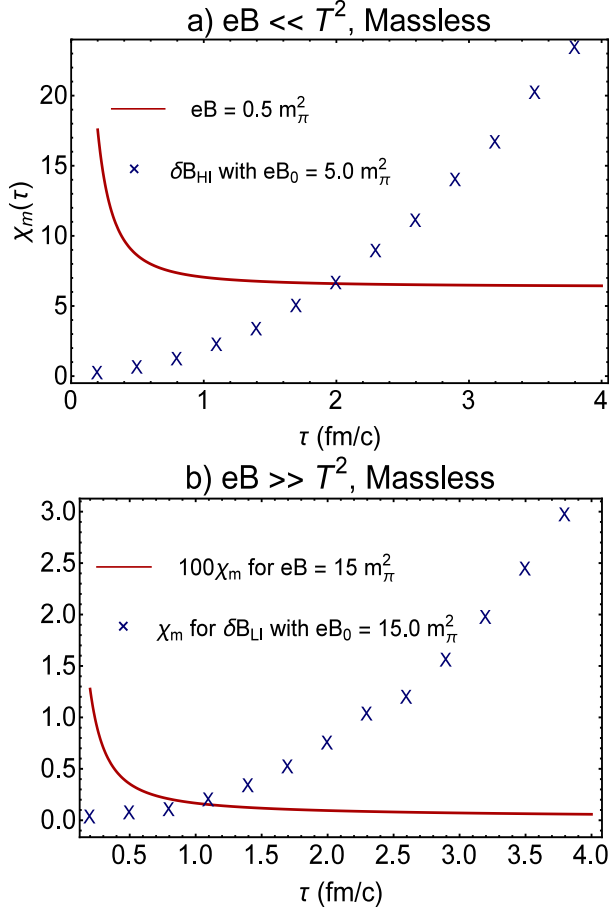 a) eB << T², Massless
χm(τ)
20
15
10
5
0
eB = 0.5 m²π
× δBHI with eB0 = 5.0 m²π
0 1 2 3 4
τ (fm/c)
b) eB >> T², Massless
3.0
2.5
2.0
1.5
1.0
0.5
0.0
100χm for eB = 15 m²π
× χm for δBLI with eB0 = 15.0 m²π
0.5 1.0 1.5 2.0 2.5 3.0 3.5 4.0
τ (fm/c)